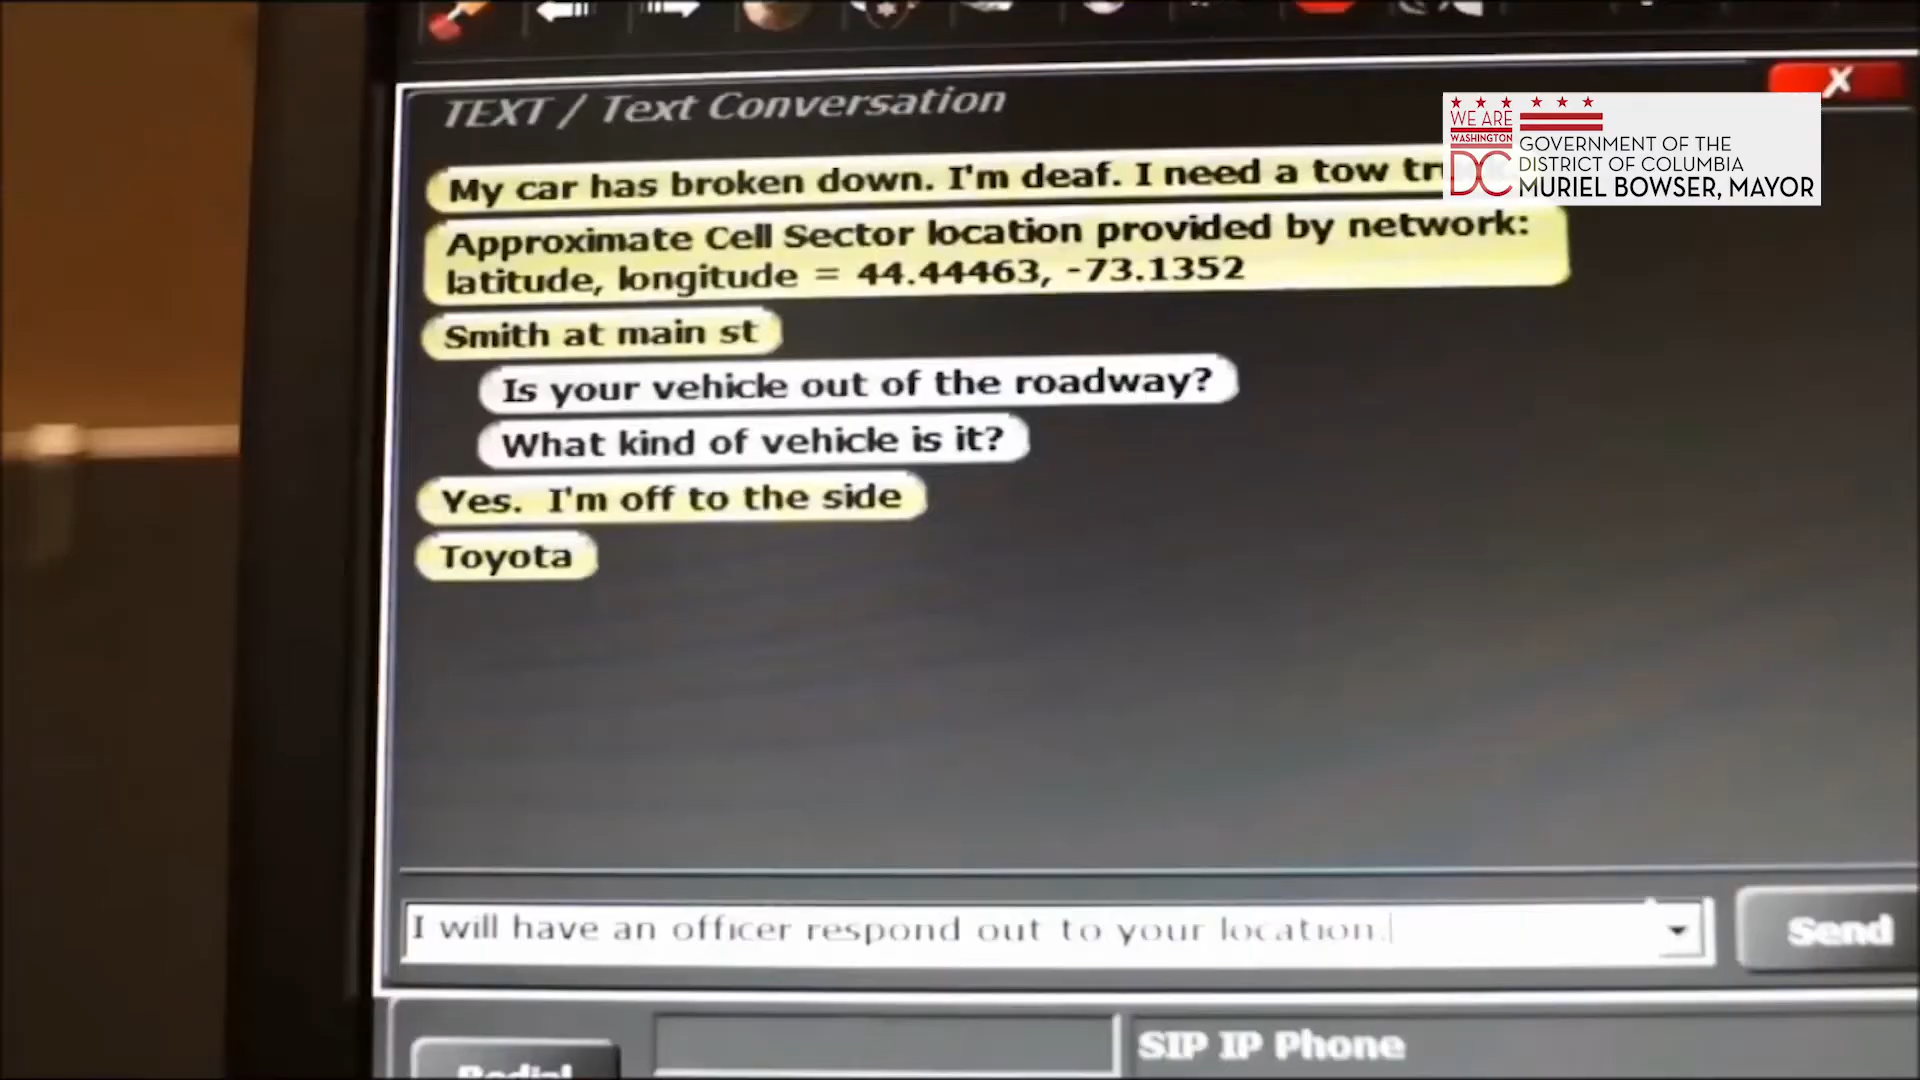 TEXT / Text Conversation
WE ARE
WASHINGTON
DC
GOVERNMENT OF THE
DISTRICT OF COLUMBIA
MURIEL BOWSER, MAYOR
My car has broken down. I'm deaf. I need a tow
Approximate Cell Sector location provided by network:
latitude, longitude = 44.44463, -73.1352
Smith at main st
Is your vehicle out of the roadway?
What kind of vehicle is it?
Yes. I'm off to the side
Toyota
I will have an officer respond out to your location.
Send
SIP IP Phone
Redial